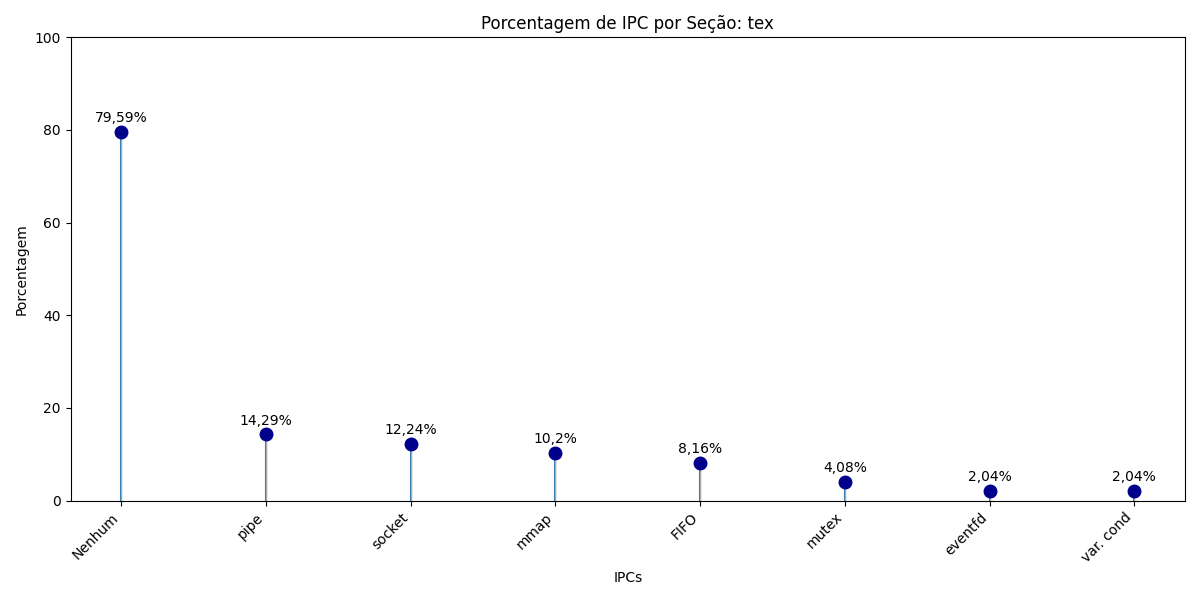 Porcentagem de IPC por Seção: tex
100
80
60
40
20
0
Porcentagem
79,59%
14,29%
12,24%
10,2%
8,16%
4,08%
2,04%
2,04%
Nenhum
pipe
socket
mmap
FIFO
mutex
eventfd
var. cond
IPCs